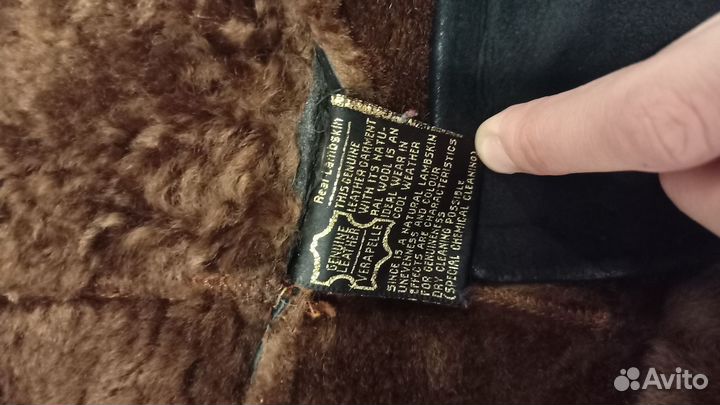 Real Lambskin
THIS GENUINE
LEATHER GARMENT
WITH ITS NATU-
RAL WOOL IS AN
IDEAL WEAR IN
COOL WEATHER
SINCE IS A NATURAL LAMBSKIN
UNEVENNESS AND COLOUR
EFFECTS ARE CHARACTERISTICS
FOR GENUINENESS
DRY CLEANING POSSIBLE
(SPECIAL CHEMICAL CLEANING)
GENUINE
LEATHER
VERA PELLE
Avito